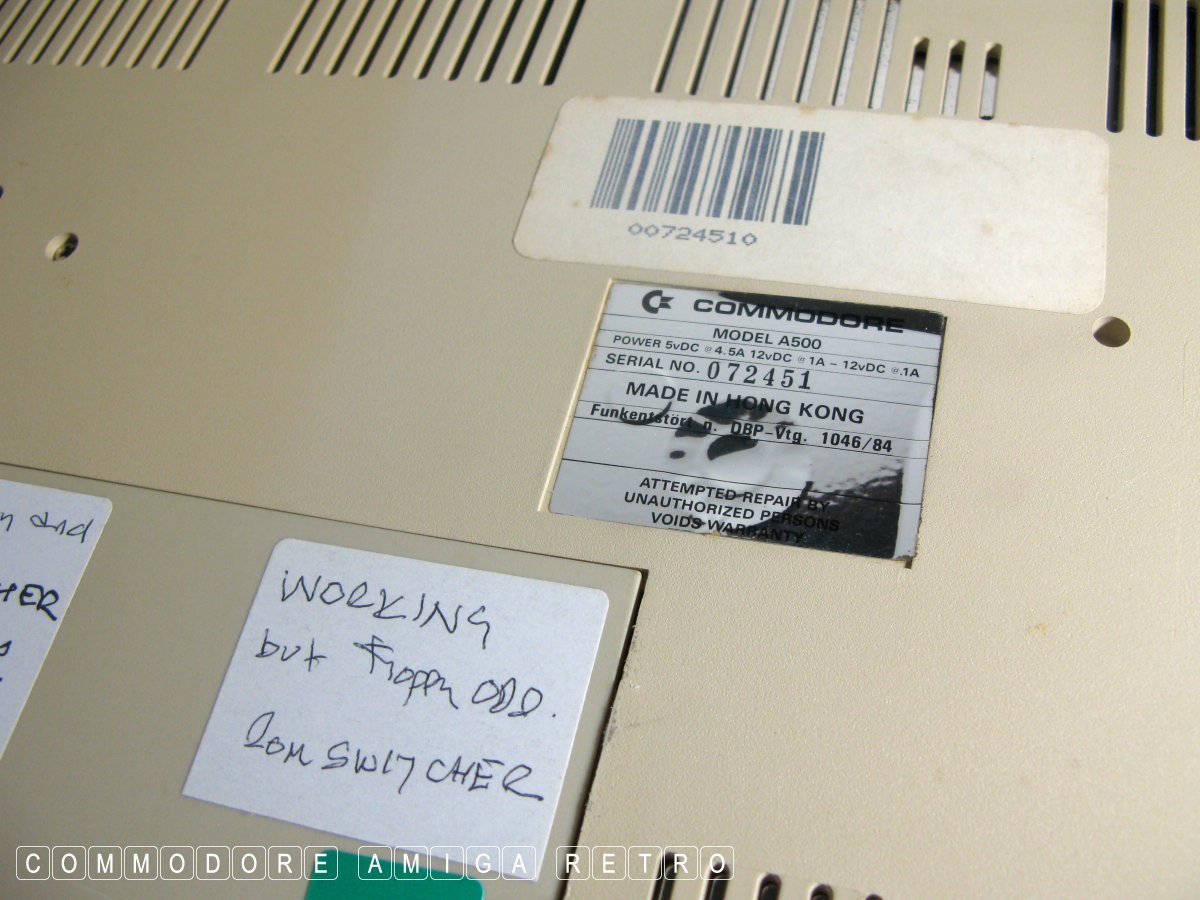 00724510
COMMODORE
MODEL A500
POWER 5vDC @ 4.5A 12vDC @ 1A – 12vDC @ .1A
SERIAL NO. 072451
MADE IN HONG KONG
Funkentstört n. DBP-Vtg. 1046/84
ATTEMPTED REPAIR BY
UNAUTHORIZED PERSONS
VOIDS WARRANTY
and
HER
WORKING
but Floppy ODD.
ROM SWITCHER
COMMODORE AMIGA RETRO